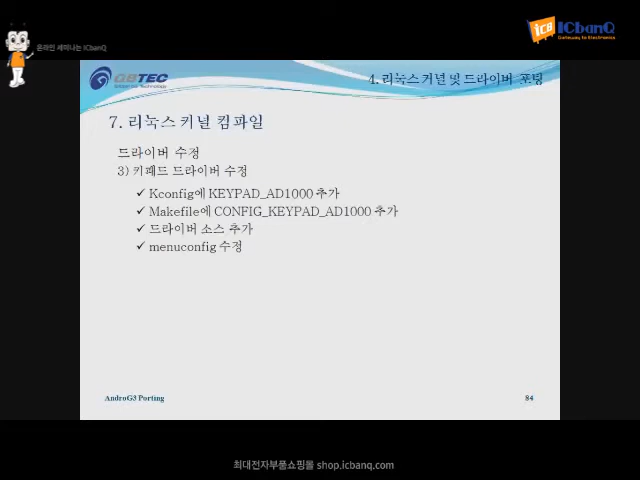 온라인 세미나는 ICbanQ
ICB
ICbanQ
Gateway to Electronics
GBTEC
4. 리눅스 커널 및 드라이버 포팅
7. 리눅스 커널 컴파일
드라이버 수정
3) 키패드 드라이버 수정
✓ Kconfig에 KEYPAD_AD1000 추가
✓ Makefile에 CONFIG_KEYPAD_AD1000 추가
✓ 드라이버 소스 추가
✓ menuconfig 수정
AndroG3 Porting
84
최대전자부품쇼핑몰 shop.icbanq.com